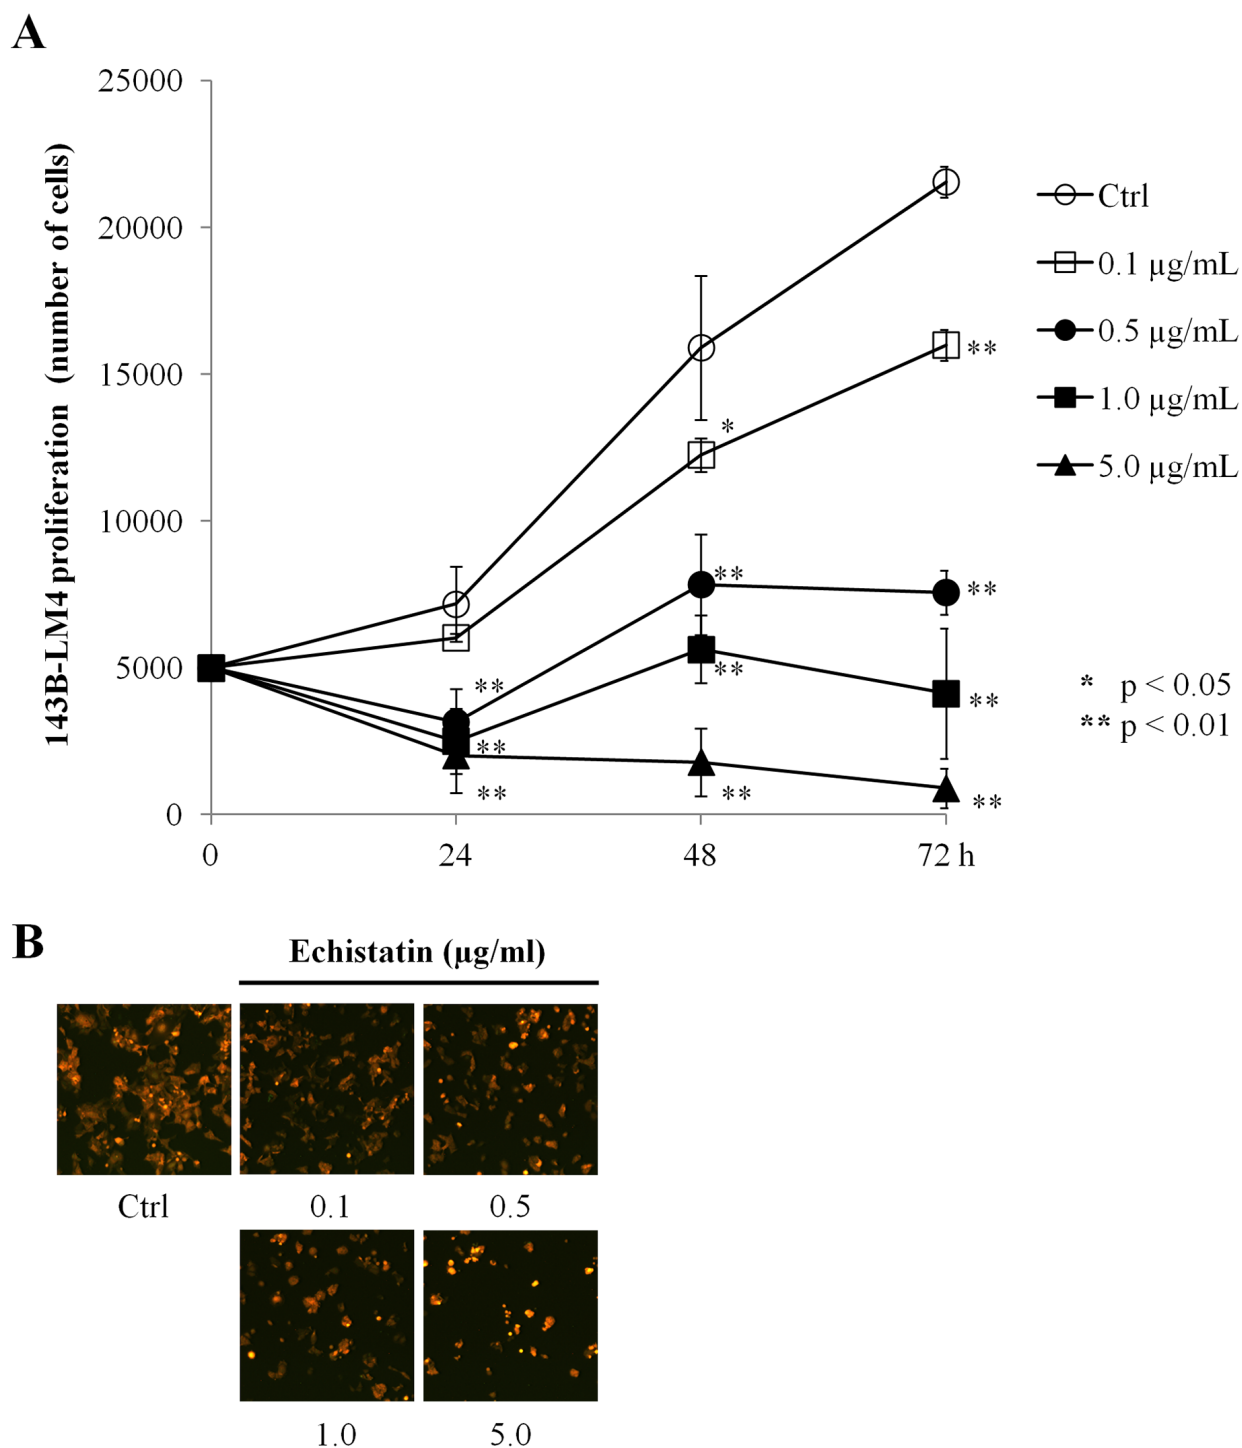 A
143B-LM4 proliferation (number of cells)
25000
20000
15000
10000
5000
0
0
24
48
72 h
**
**
**
*
**
**
**
**
**
**
**
Ctrl
0.1 µg/mL
0.5 µg/mL
1.0 µg/mL
5.0 µg/mL
* p < 0.05
** p < 0.01
B
Echistatin (µg/ml)
Ctrl
0.1
0.5
1.0
5.0